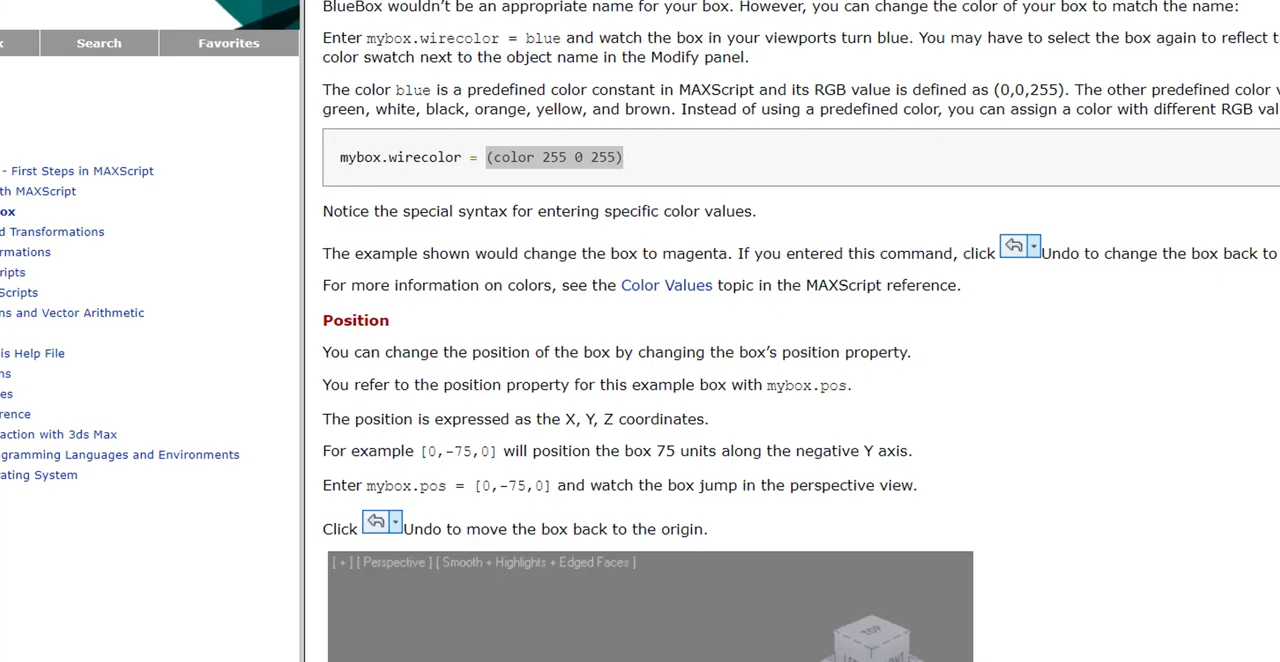 Search
Favorites
- First Steps in MAXScript
th MAXScript
ox
d Transformations
rmations
ripts
Scripts
ns and Vector Arithmetic
is Help File
ns
es
rence
action with 3ds Max
gramming Languages and Environments
rating System
BlueBox wouldn't be an appropriate name for your box. However, you can change the color of your box to match the name:
Enter mybox.wirecolor = blue and watch the box in your viewports turn blue. You may have to select the box again to reflect t
color swatch next to the object name in the Modify panel.
The color blue is a predefined color constant in MAXScript and its RGB value is defined as (0,0,255). The other predefined color v
green, white, black, orange, yellow, and brown. Instead of using a predefined color, you can assign a color with different RGB val
mybox.wirecolor = (color 255 0 255)
Notice the special syntax for entering specific color values.
The example shown would change the box to magenta. If you entered this command, click Undo to change the box back to
For more information on colors, see the Color Values topic in the MAXScript reference.
Position
You can change the position of the box by changing the box's position property.
You refer to the position property for this example box with mybox.pos.
The position is expressed as the X, Y, Z coordinates.
For example [0,-75,0] will position the box 75 units along the negative Y axis.
Enter mybox.pos = [0,-75,0] and watch the box jump in the perspective view.
Click Undo to move the box back to the origin.
[ + ] [ Perspective ] [ Smooth + Highlights + Edged Faces ]
TOP